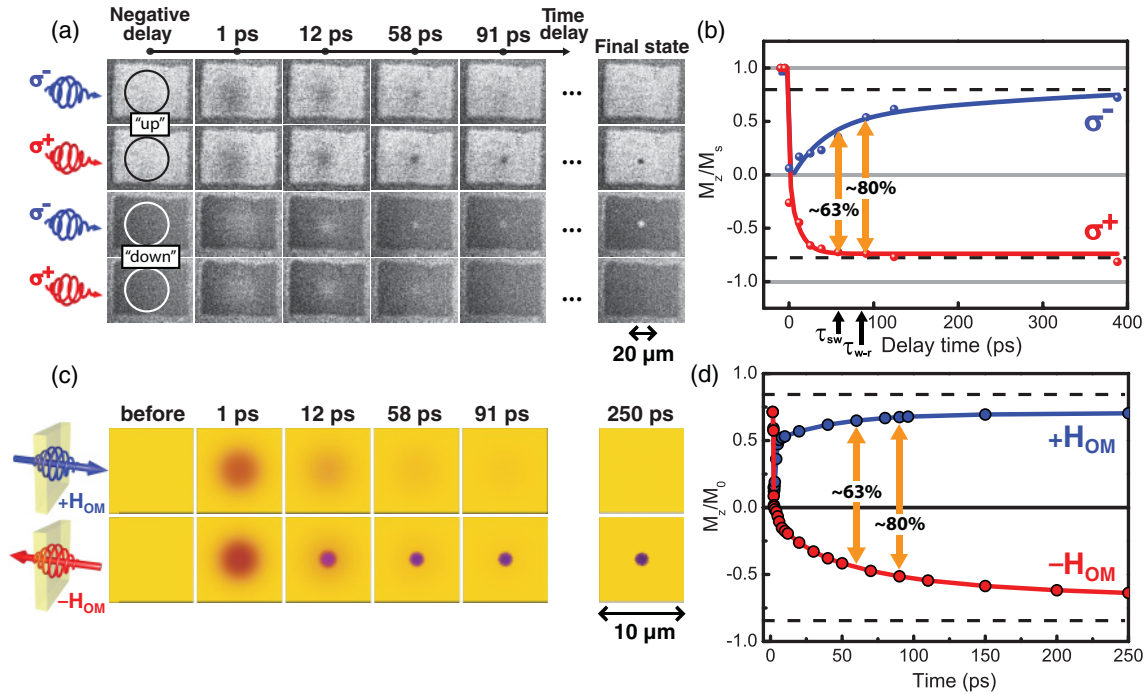 (a)
Negative delay
1 ps
12 ps
58 ps
91 ps
Time delay
Final state
σ⁻
"up"
σ⁺
σ⁻
"down"
σ⁺
...
...
...
...
20 μm
(b)
M_z/M_s
1.0
0.5
0.0
-0.5
-1.0
σ⁻
σ⁺
~63%
~80%
0
100
200
300
400
τ_sw
τ_w-r
Delay time (ps)
(c)
before
1 ps
12 ps
58 ps
91 ps
250 ps
+H_OM
−H_OM
10 μm
(d)
M_z/M_0
1.0
0.5
0.0
-0.5
-1.0
+H_OM
−H_OM
~63%
~80%
0
50
100
150
200
250
Time (ps)